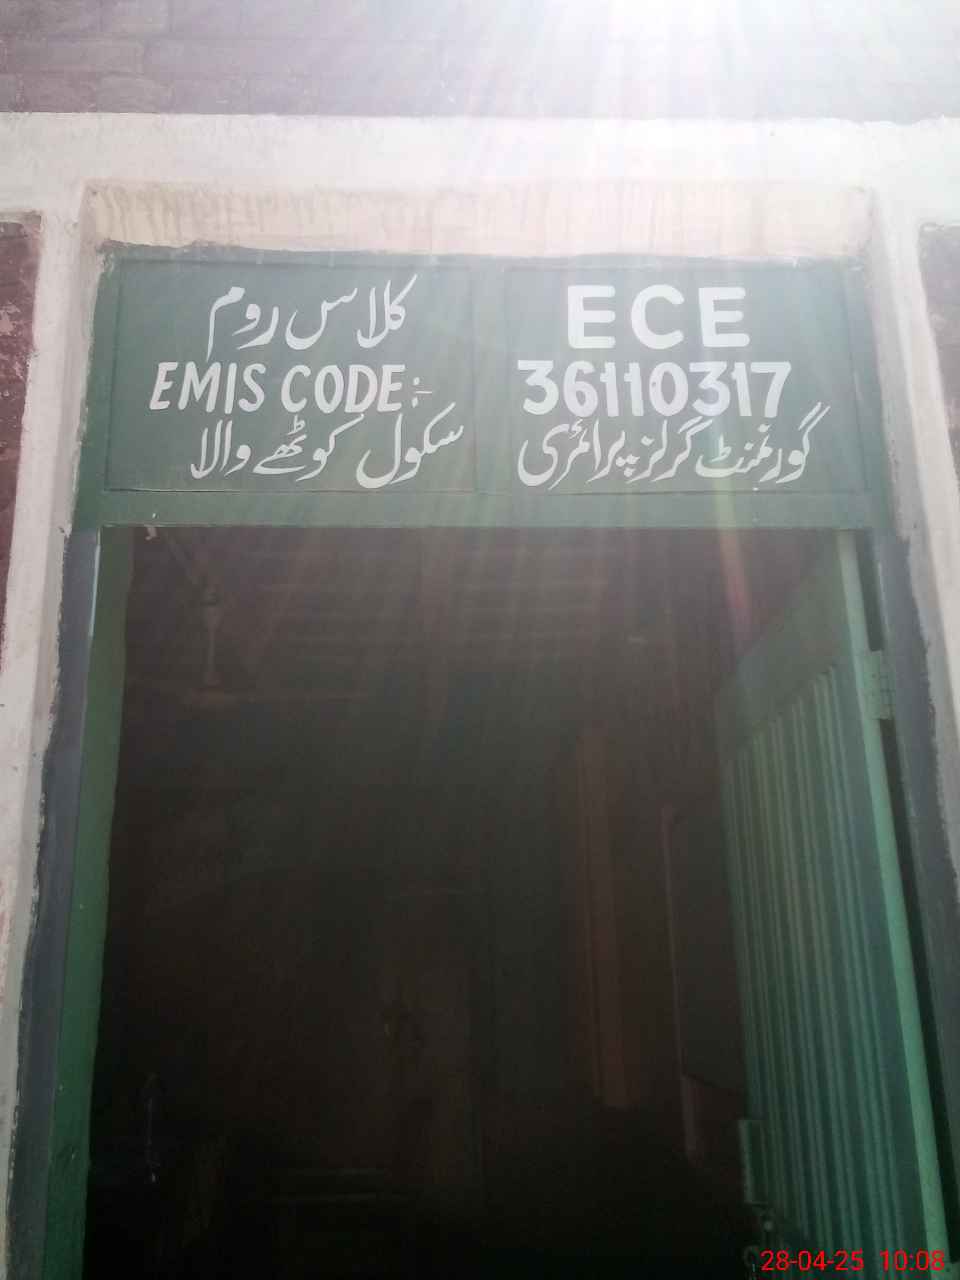 ECE کلاس روم
EMIS CODE:- 36110317
گورنمنٹ گرلز پرائمری سکول کوٹھے والا
28-04-25 10:08